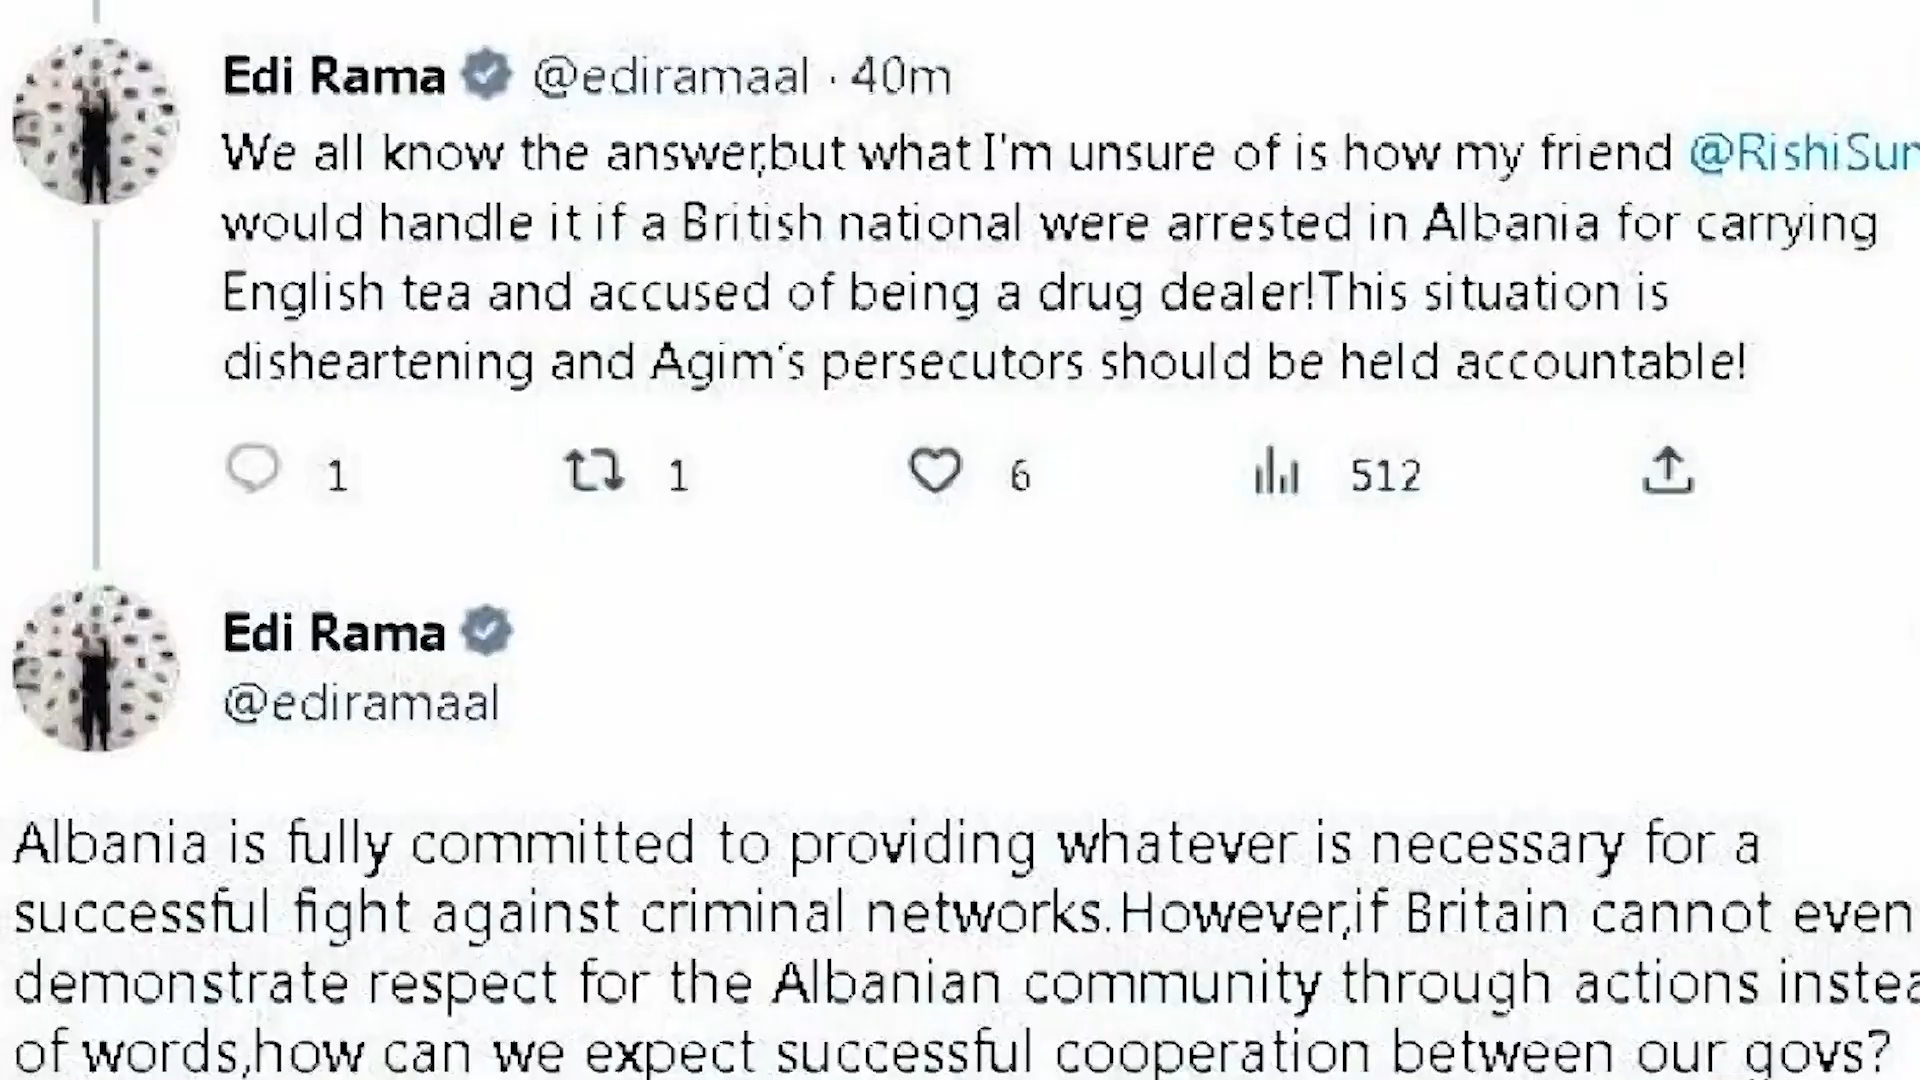 Edi Rama @ediramaal · 40m
We all know the answer,but what I'm unsure of is how my friend
would handle it if a British national were arrested in Albania for carrying
English tea and accused of being a drug dealer!This situation is
disheartening and Agim's persecutors should be held accountable!
1 1 6 512
Edi Rama
@ediramaal
Albania is fully committed to providing whatever is necessary for a
successful fight against criminal networks.However,if Britain cannot even
demonstrate respect for the Albanian community through actions
of words,how can we expect successful cooperation between our govs?